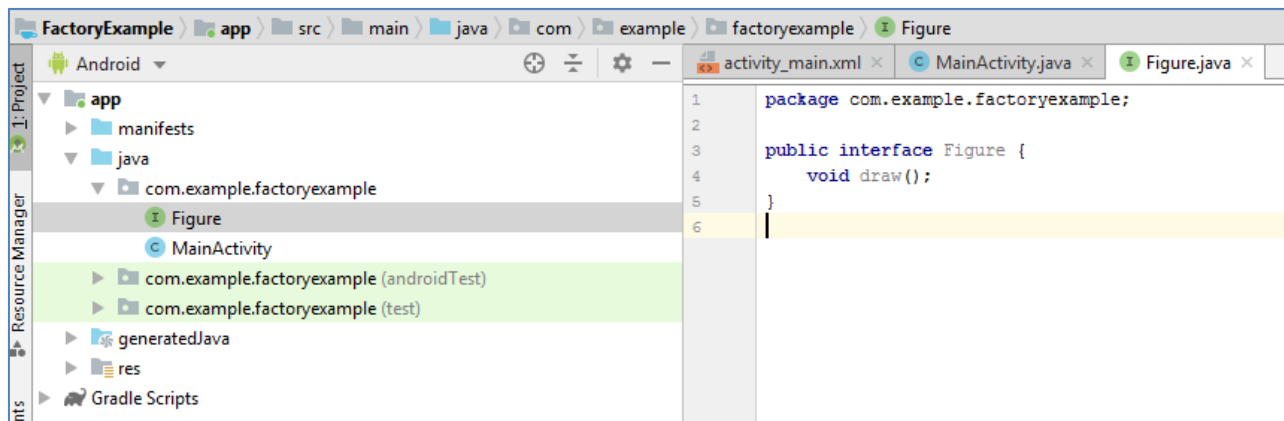 FactoryExample app src main java com example factoryexample Figure
Android
activity_main.xml MainActivity.java Figure.java
1: Project
Resource Manager
app
manifests
java
com.example.factoryexample
Figure
MainActivity
com.example.factoryexample (androidTest)
com.example.factoryexample (test)
generatedJava
res
Gradle Scripts
1 package com.example.factoryexample;
2
3 public interface Figure {
4 void draw();
5 }
6